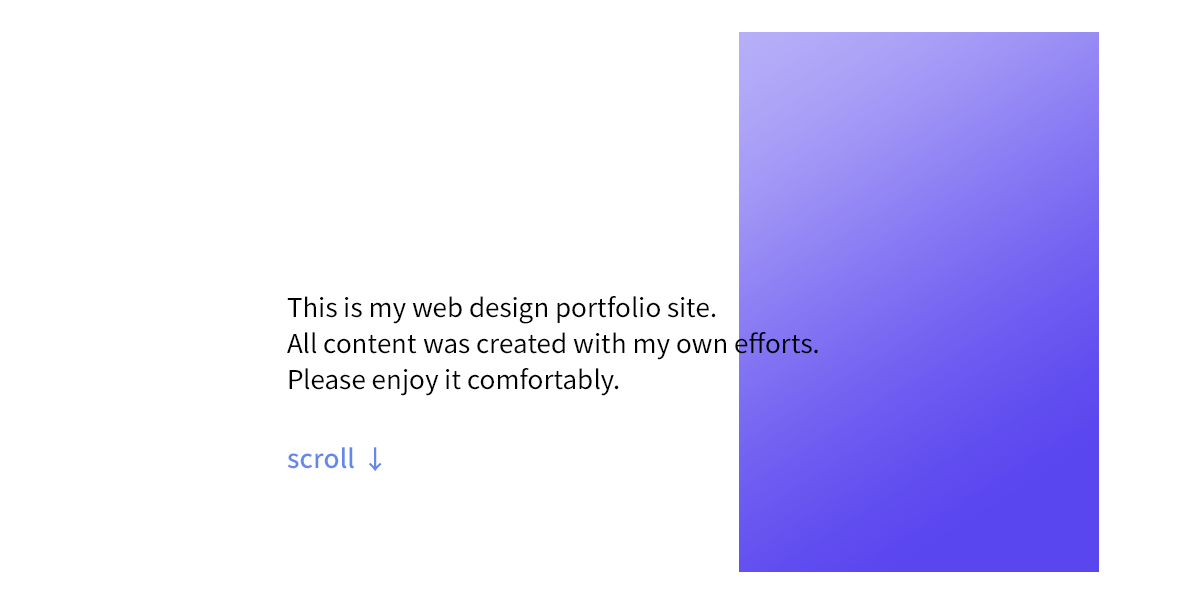 This is my web design portfolio site.
All content was created with my own efforts.
Please enjoy it comfortably.
scroll ↓